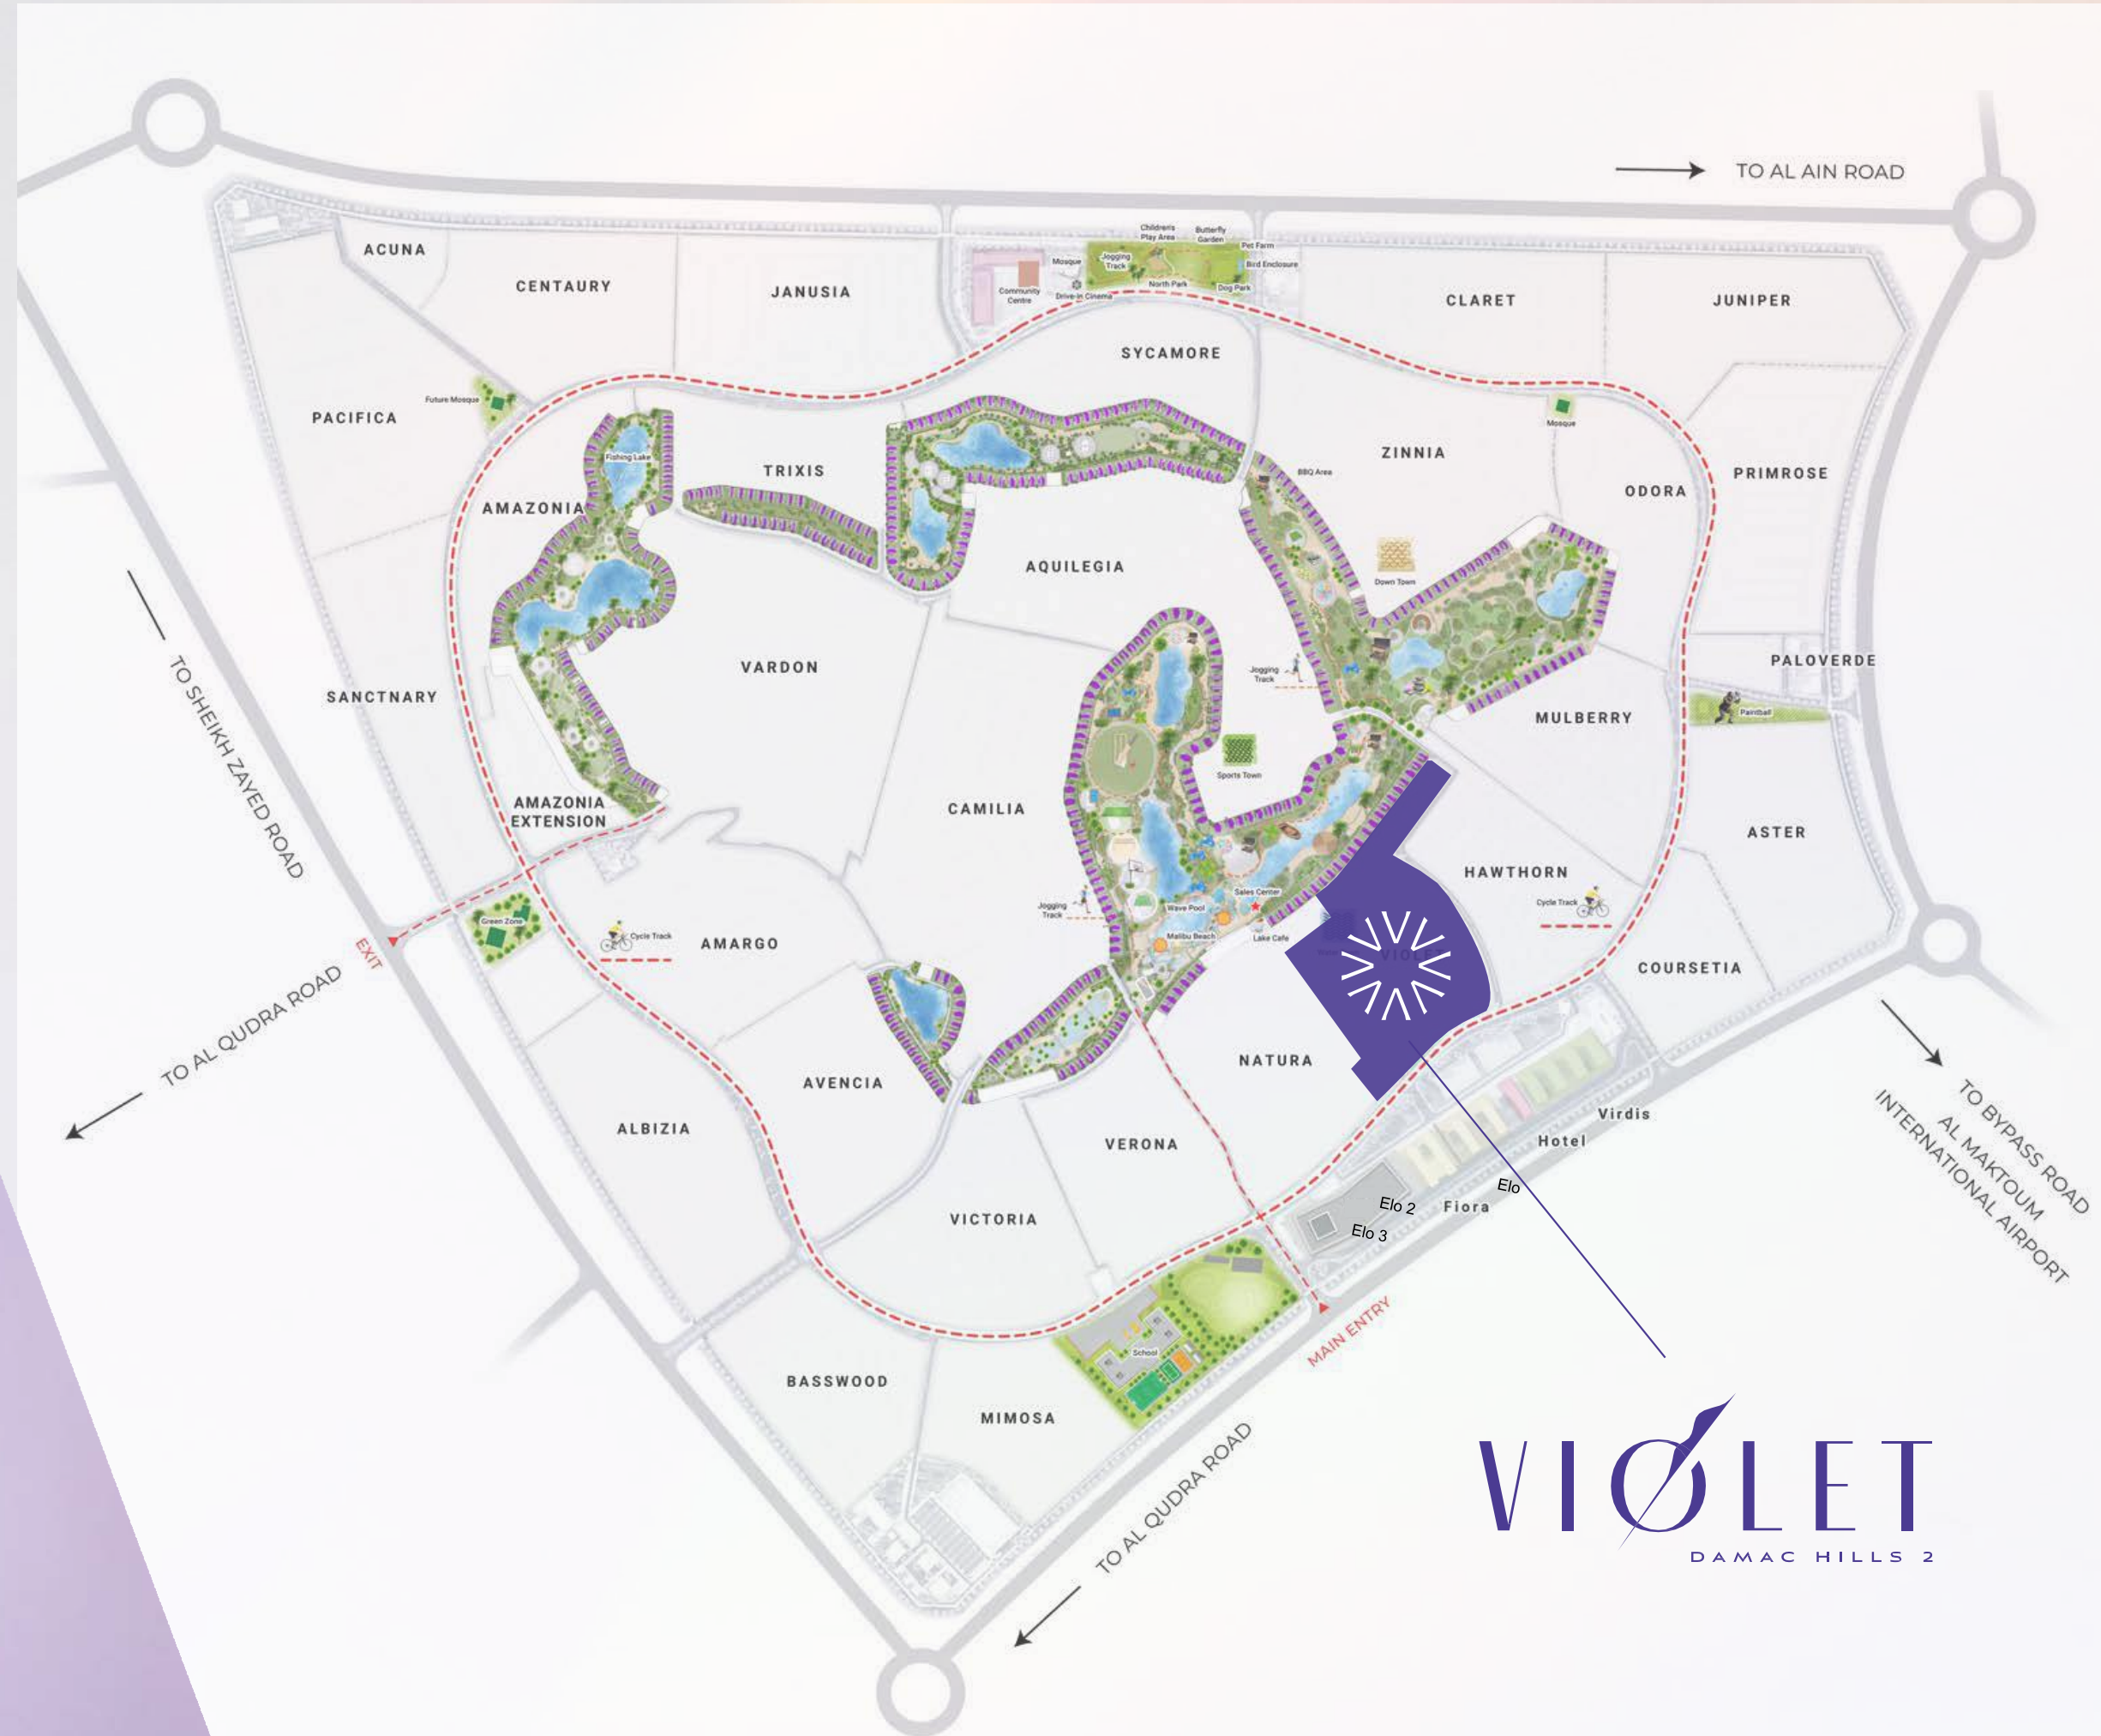 TO AL AIN ROAD
Children's
Play Area
Butterfly
Garden
Pet Farm
Bird Enclosure
Mosque
Jogging
Track
Community
Centre
Drive-In Cinema
North Park
Dog Park
ACUNA
CENTAURY
JANUSIA
CLARET
JUNIPER
SYCAMORE
PACIFICA
Future Mosque
Mosque
ZINNIA
Fishing Lake
TRIXIS
BBQ Area
PRIMROSE
ODORA
AMAZONIA
AQUILEGIA
Down Town
VARDON
Jogging
Track
PALOVERDE
SANCTNARY
Paintball
MULBERRY
TO SHEIKH ZAYED ROAD
Sports Town
AMAZONIA
EXTENSION
CAMILIA
ASTER
HAWTHORN
Sales Center
Cycle Track
Jogging
Track
Wave Pool
Green Zone
Cycle Track
AMARGO
Malibu Beach
Lake Cafe
VIOLET
EXIT
COURSETIA
TO AL QUDRA ROAD
NATURA
AVENCIA
ALBIZIA
VERONA
Virdis
Hotel
TO BYPASS ROAD
AL MAKTOUM
INTERNATIONAL AIRPORT
Elo
Elo 2
Fiora
VICTORIA
Elo 3
MAIN ENTRY
School
BASSWOOD
MIMOSA
TO AL QUDRA ROAD
VIOLET
DAMAC HILLS 2